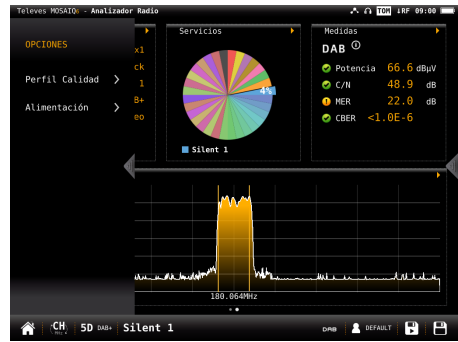 Televes MOSAIQ6 - Analizador Radio
TOM RF 09:00
OPCIONES
Perfil Calidad
Alimentación
x1
ck
1
B+
eo
Servicios
4%
Silent 1
Medidas
DAB
Potencia 66.6 dBµV
C/N 48.9 dB
MER 22.0 dB
CBER <1.0E-6
180.064MHz
CH 5D DAB+ Silent 1
DAB DEFAULT